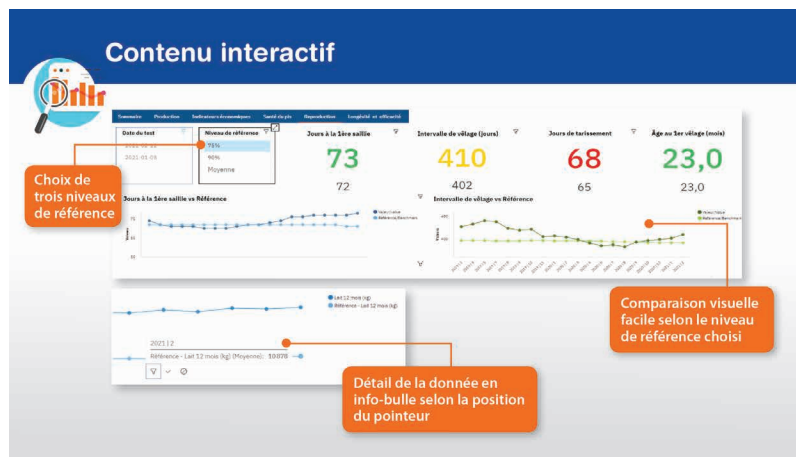 Contenu interactif
Sommaire Production Indicateurs économiques Santé du pis Reproduction Longévité et efficacité
Date du test
2021-01-03
Niveau de référence
75%
90%
Moyenne
Jours à la 1ère saillie
73
72
Intervalle de vêlage (jours)
410
402
Jours de tarissement
68
65
Âge au 1er vêlage (mois)
23,0
23,0
Choix de
trois niveaux
de référence
Jours à la 1ère saillie vs Référence
Intervalle de vêlage vs Référence
Comparaison visuelle
facile selon le niveau
de référence choisi
Lait 12 mois (kg)
Référence - Lait 12 mois (kg)
2021|2
Référence - Lait 12 mois (kg) (Moyenne): 10 070
Détail de la donnée en
info-bulle selon la position
du pointeur